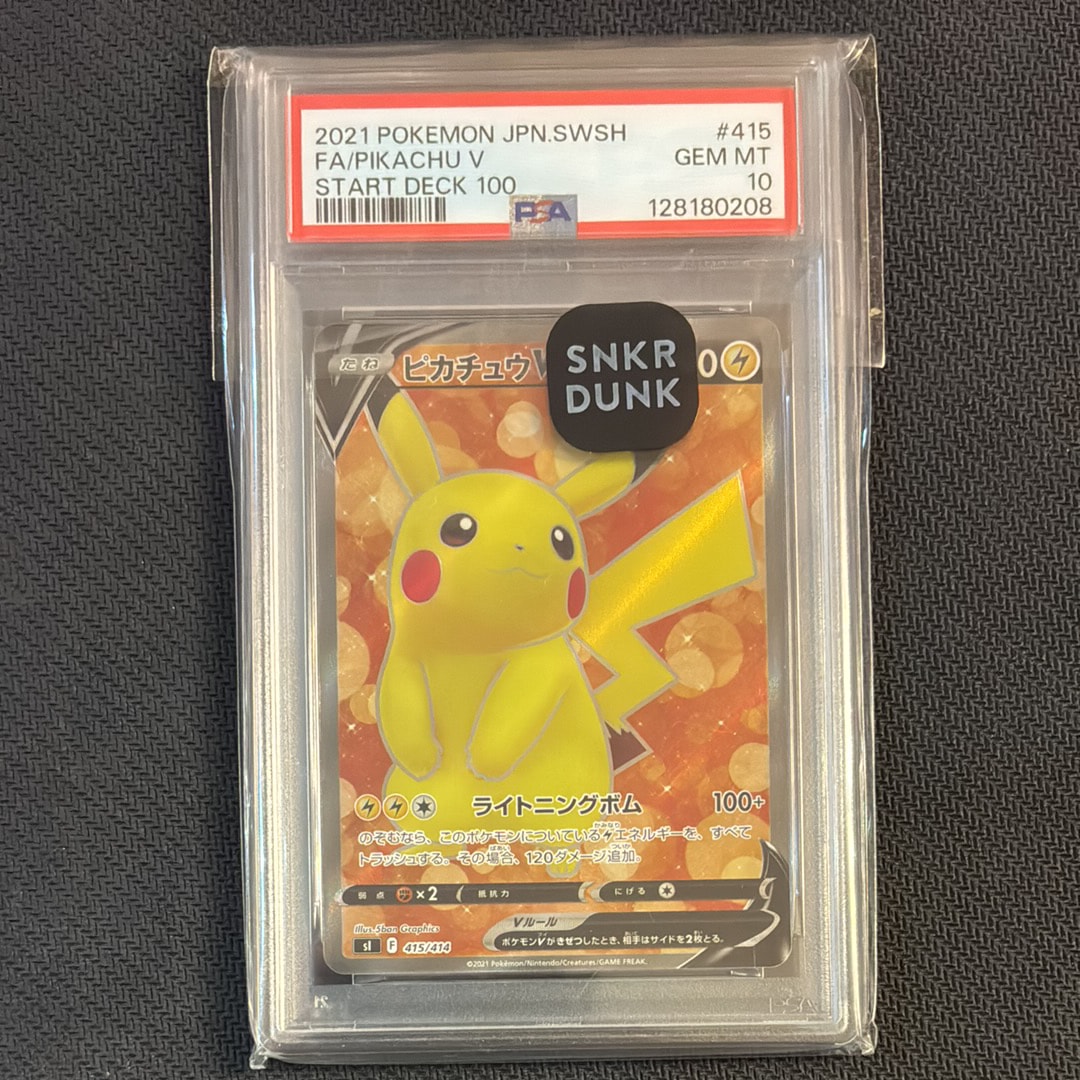 2021 POKEMON JPN.SWSH #415
FA/PIKACHU V GEM MT
START DECK 100 10
PSA 128180208
たね ピカチュウV 0
SNKR
DUNK
ライトニングボム 100+
のぞむなら、このポケモンについているエネルギーを、すべて
トラッシュする。その場合、120ダメージ追加。
弱点 ×2 抵抗力 にげる
Vルール
ポケモンVがきぜつしたとき、相手はサイドを2枚とる。
Illus. 5ban Graphics
sI F 415/414
©2021 Pokémon/Nintendo/Creatures/GAME FREAK.